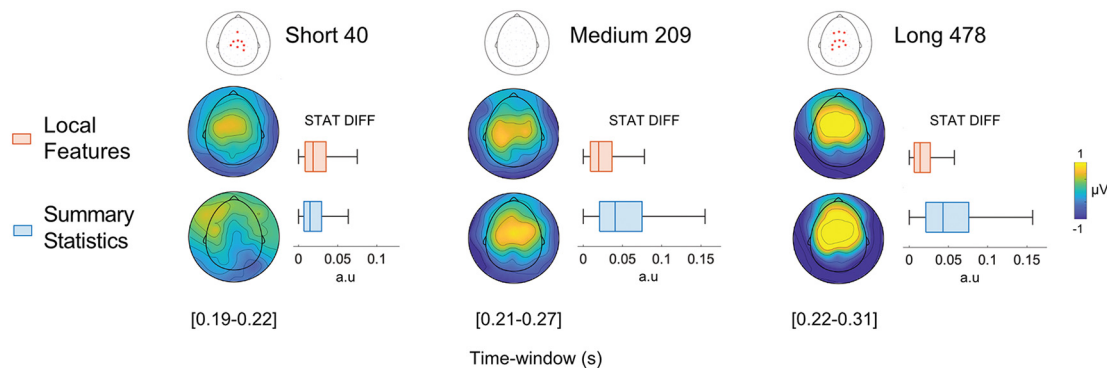 Short 40
Medium 209
Long 478
Local
Features
STAT DIFF
STAT DIFF
STAT DIFF
1
μV
-1
Summary
Statistics
0 0.05 0.1
a.u
0 0.05 0.1 0.15
a.u
0 0.05 0.1 0.15
a.u
[0.19-0.22]
[0.21-0.27]
[0.22-0.31]
Time-window (s)